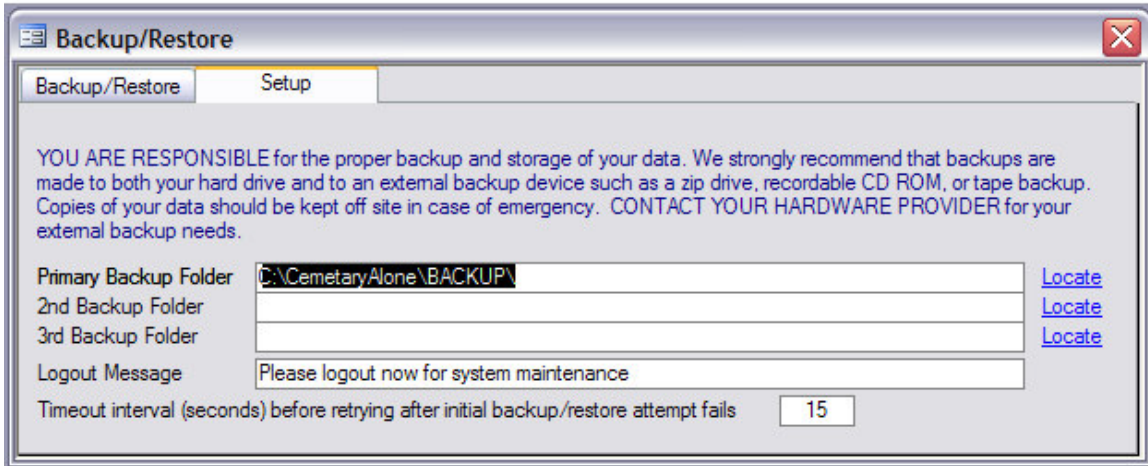 Backup/Restore
Backup/Restore Setup
YOU ARE RESPONSIBLE for the proper backup and storage of your data. We strongly recommend that backups are
made to both your hard drive and to an external backup device such as a zip drive, recordable CD ROM, or tape backup.
Copies of your data should be kept off site in case of emergency. CONTACT YOUR HARDWARE PROVIDER for your
external backup needs.
Primary Backup Folder C:\CemetaryAlone\BACKUP\ Locate
2nd Backup Folder Locate
3rd Backup Folder Locate
Logout Message Please logout now for system maintenance
Timeout interval (seconds) before retrying after initial backup/restore attempt fails 15